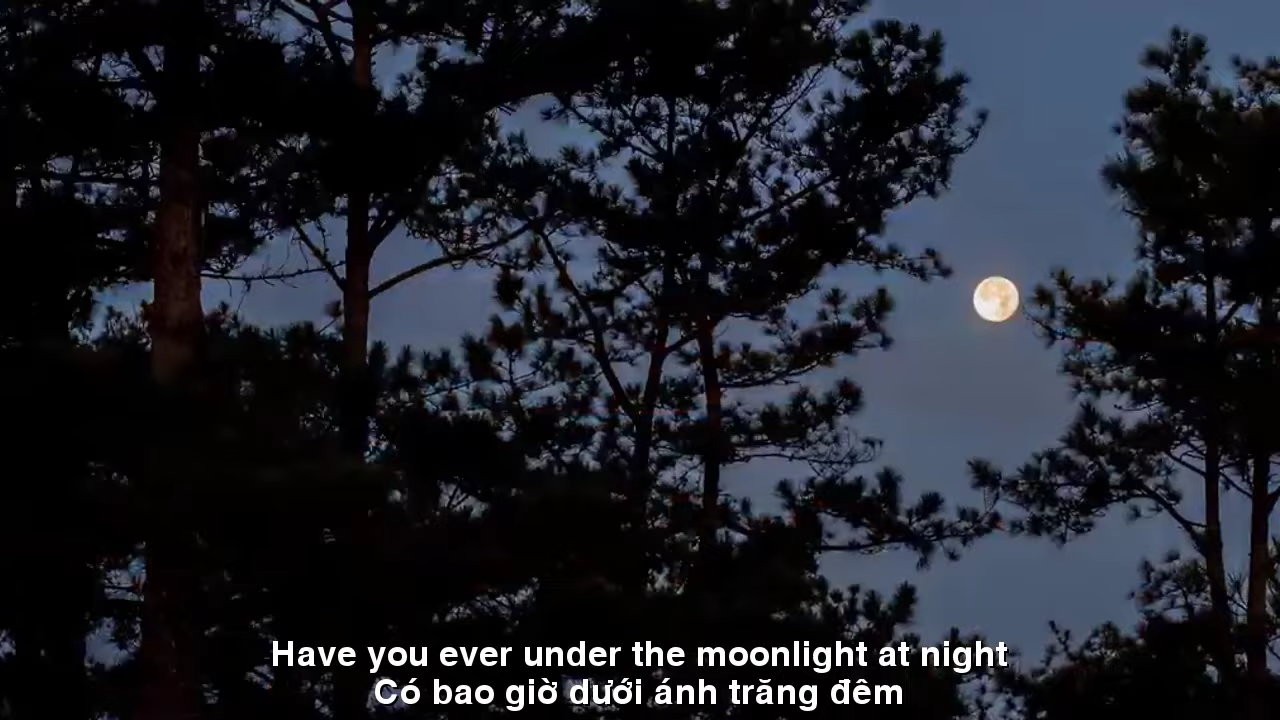 Have you ever under the moonlight at night
Có bao giờ dưới ánh trăng đêm